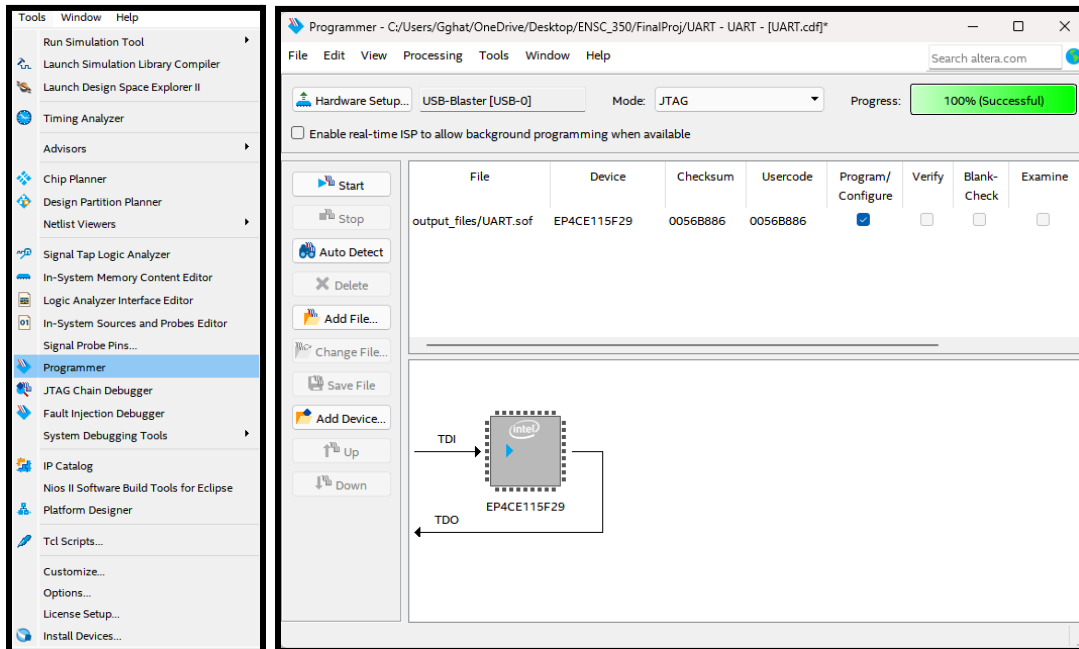 Tools Window Help
Run Simulation Tool
Launch Simulation Library Compiler
Launch Design Space Explorer II
Timing Analyzer
Advisors
Chip Planner
Design Partition Planner
Netlist Viewers
Signal Tap Logic Analyzer
In-System Memory Content Editor
Logic Analyzer Interface Editor
In-System Sources and Probes Editor
Signal Probe Pins...
Programmer
JTAG Chain Debugger
Fault Injection Debugger
System Debugging Tools
IP Catalog
Nios II Software Build Tools for Eclipse
Platform Designer
Tcl Scripts...
Customize...
Options...
License Setup...
Install Devices...
Programmer - C:/Users/Gghat/OneDrive/Desktop/ENSC_350/FinalProj/UART - UART - [UART.cdf]*
File Edit View Processing Tools Window Help
Search altera.com
Hardware Setup... USB-Blaster [USB-0] Mode: JTAG Progress: 100% (Successful)
Enable real-time ISP to allow background programming when available
Start
Stop
Auto Detect
Delete
Add File...
Change File...
Save File
Add Device...
Up
Down
File Device Checksum Usercode Program/ Verify Blank- Examine
Configure Check
output_files/UART.sof EP4CE115F29 0056B886 0056B886
intel
TDI
EP4CE115F29
TDO